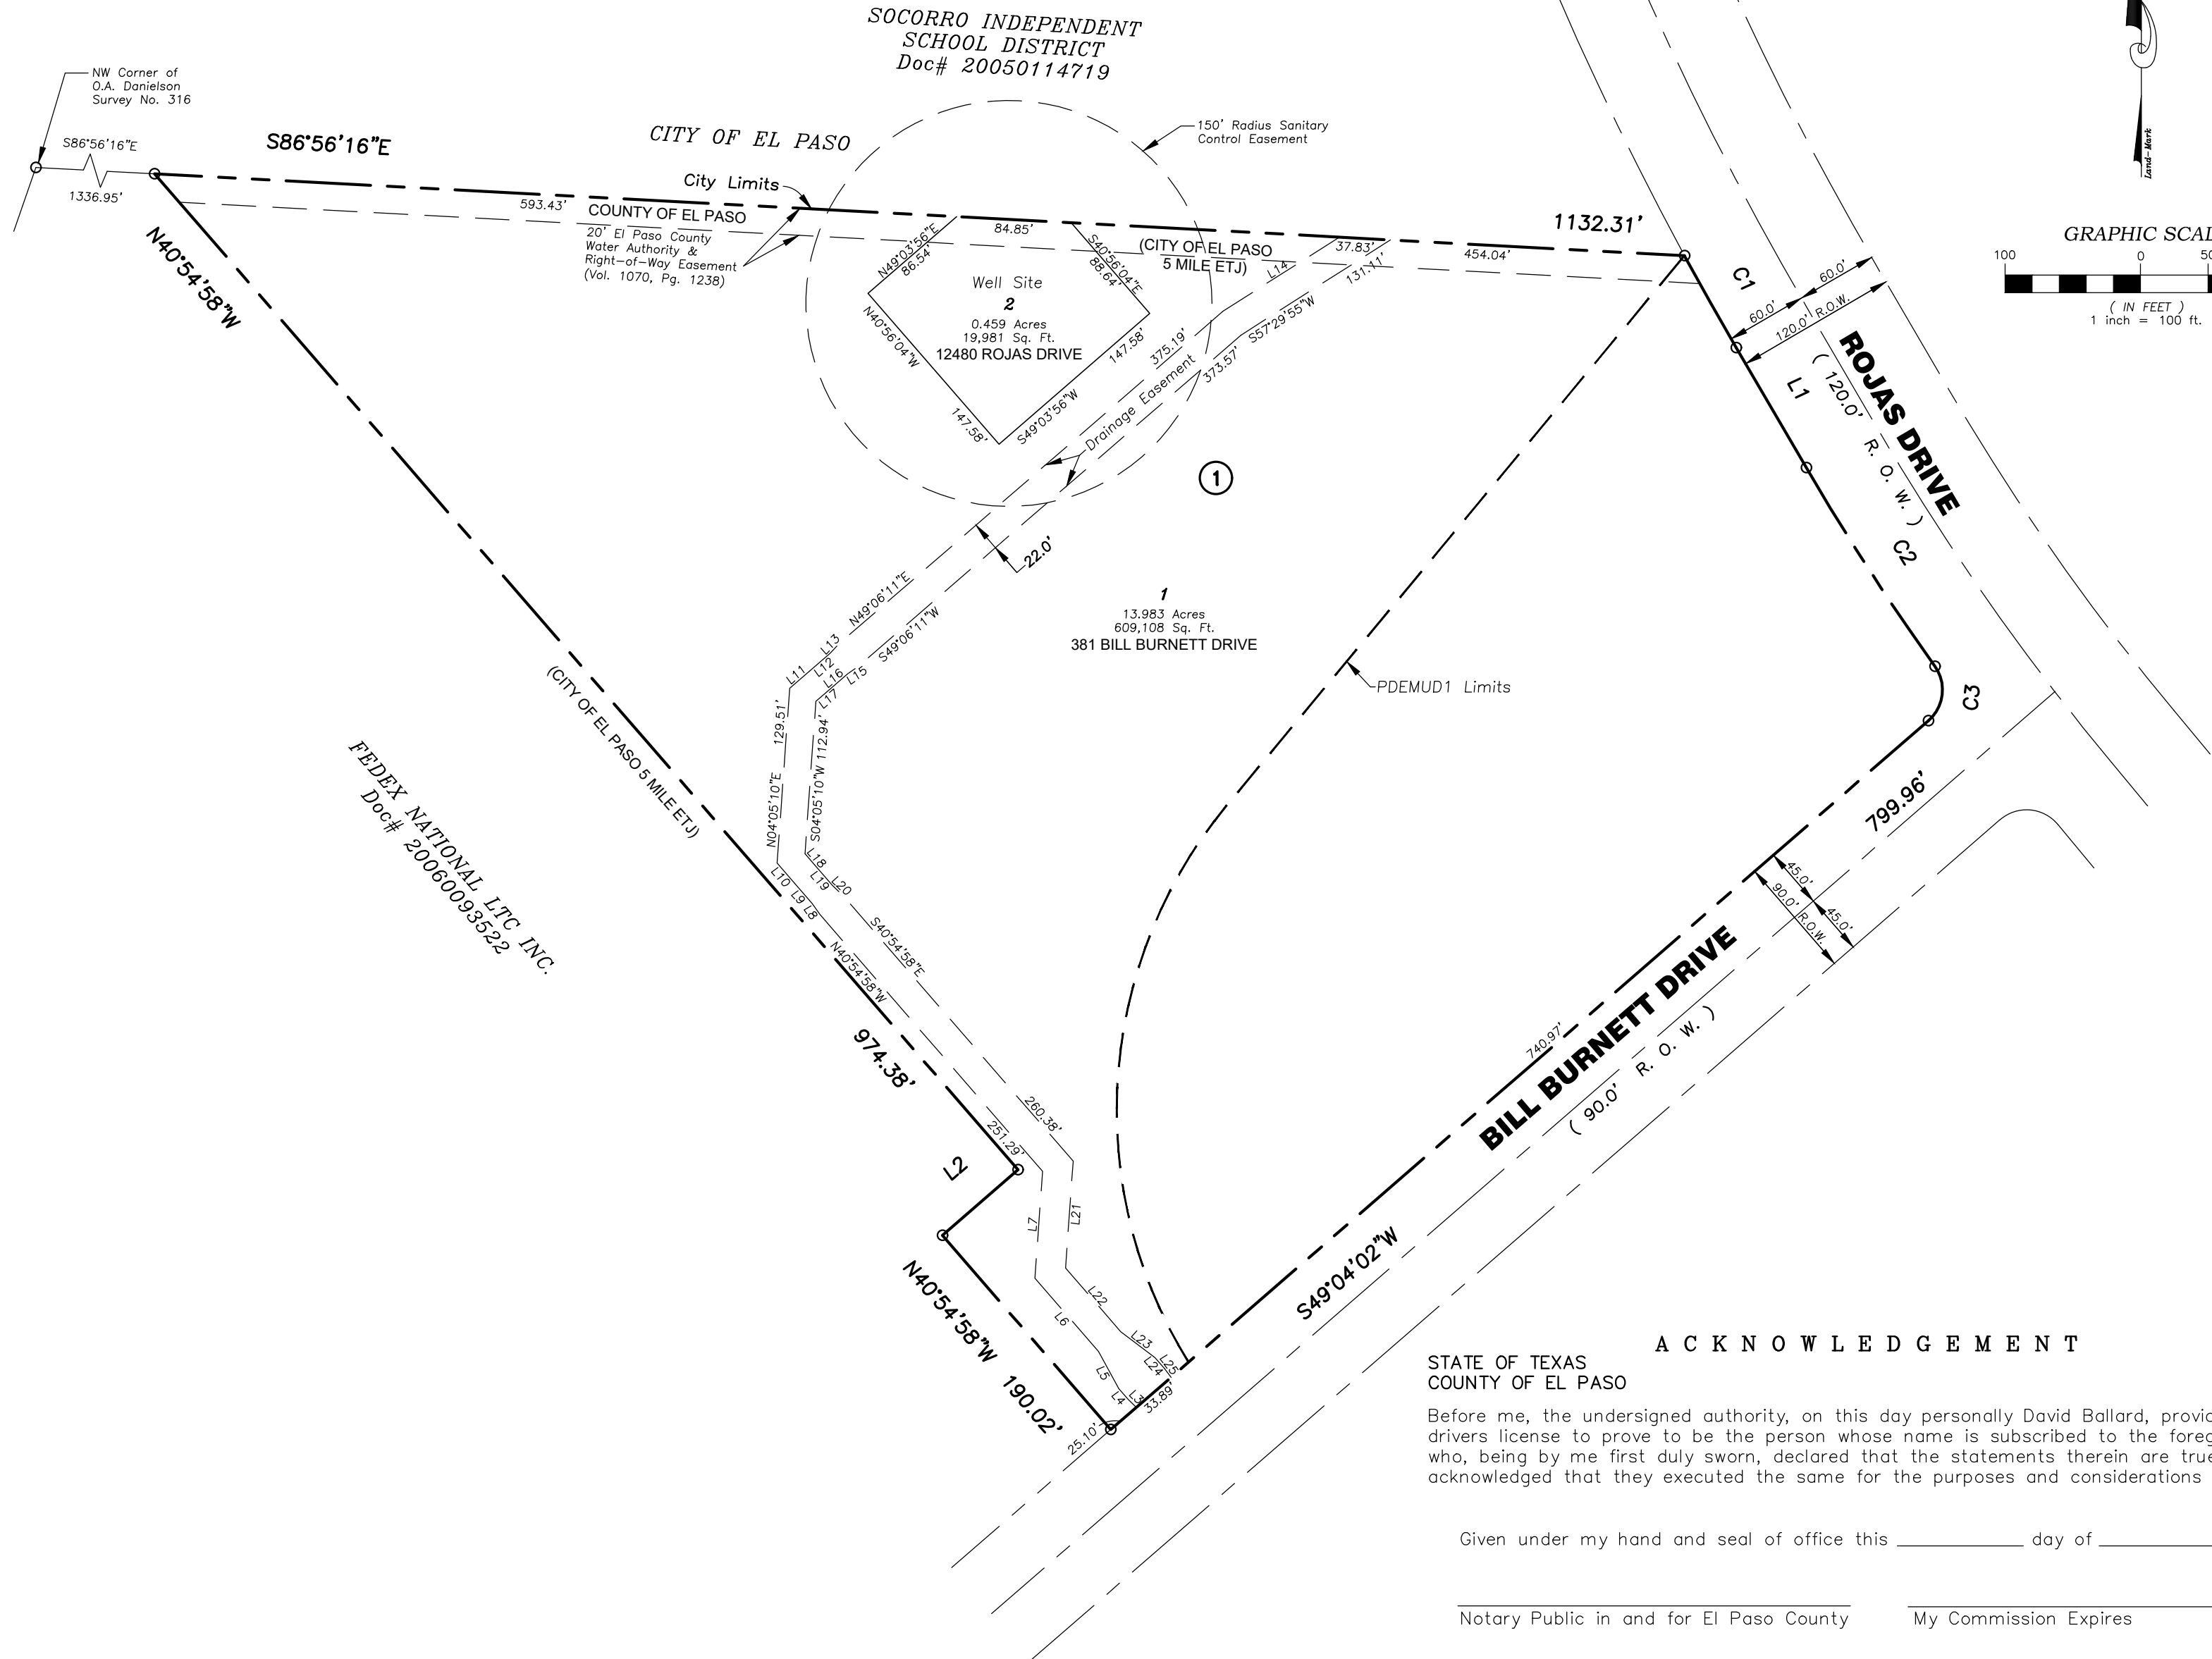 SOCORRO INDEPENDENT
SCHOOL DISTRICT
Doc# 20050114719
NW Corner of
O.A. Danielson
Survey No. 316
S86°56'16"E
1336.95'
S86°56'16"E
CITY OF EL PASO
City Limits
150' Radius Sanitary
Control Easement
593.43'
COUNTY OF EL PASO
20' El Paso County
Water Authority &
Right-of-Way Easement
(Vol. 1070, Pg. 1238)
84.85'
(CITY OF EL PASO
5 MILE ETJ)
37.83'
454.04'
1132.31'
N49°03'56"E
86.54'
S40°56'04"E
88.64'
Well Site
2
0.459 Acres
19,981 Sq. Ft.
12480 ROJAS DRIVE
N40°56'04"W
147.58'
S49°03'56"W
147.58'
L14
131.11'
S57°29'55"W
375.19'
373.57'
Drainage Easement
22.0'
N40°54'58"W
C1
60.0'
60.0'
120.0' R.O.W.
L1
ROJAS DRIVE
( 120.0' R. O. W. )
C2
C3
Land-Mark
GRAPHIC SCAL
100
0
50
( IN FEET )
1 inch = 100 ft.
1
1
13.983 Acres
609,108 Sq. Ft.
381 BILL BURNETT DRIVE
PDEMUD1 Limits
N49°06'11"E
S49°06'11"W
L13
L12
L11
L16
L15
L17
129.51'
N04°05'10"E
S04°05'10"W 112.94'
L18
L19
L20
L10
L9
L8
(CITY OF EL PASO 5 MILE ETJ)
FEDEX NATIONAL LTC INC.
Doc# 20060093522
N40°54'58"W
S40°54'58"E
974.38'
251.29'
260.38'
L2
L7
L21
L6
L22
L5
L23
L4
L24
L3
L25
33.89'
25.10'
N40°54'58"W
190.02'
799.96'
45.0'
45.0'
90.0' R.O.W.
740.97'
BILL BURNETT DRIVE
( 90.0' R. O. W. )
S49°04'02"W
ACKNOWLEDGEMENT
STATE OF TEXAS
COUNTY OF EL PASO
Before me, the undersigned authority, on this day personally David Ballard, provid
drivers license to prove to be the person whose name is subscribed to the foreg
who, being by me first duly sworn, declared that the statements therein are true
acknowledged that they executed the same for the purposes and considerations
Given under my hand and seal of office this ____________ day of ____________
Notary Public in and for El Paso County
My Commission Expires